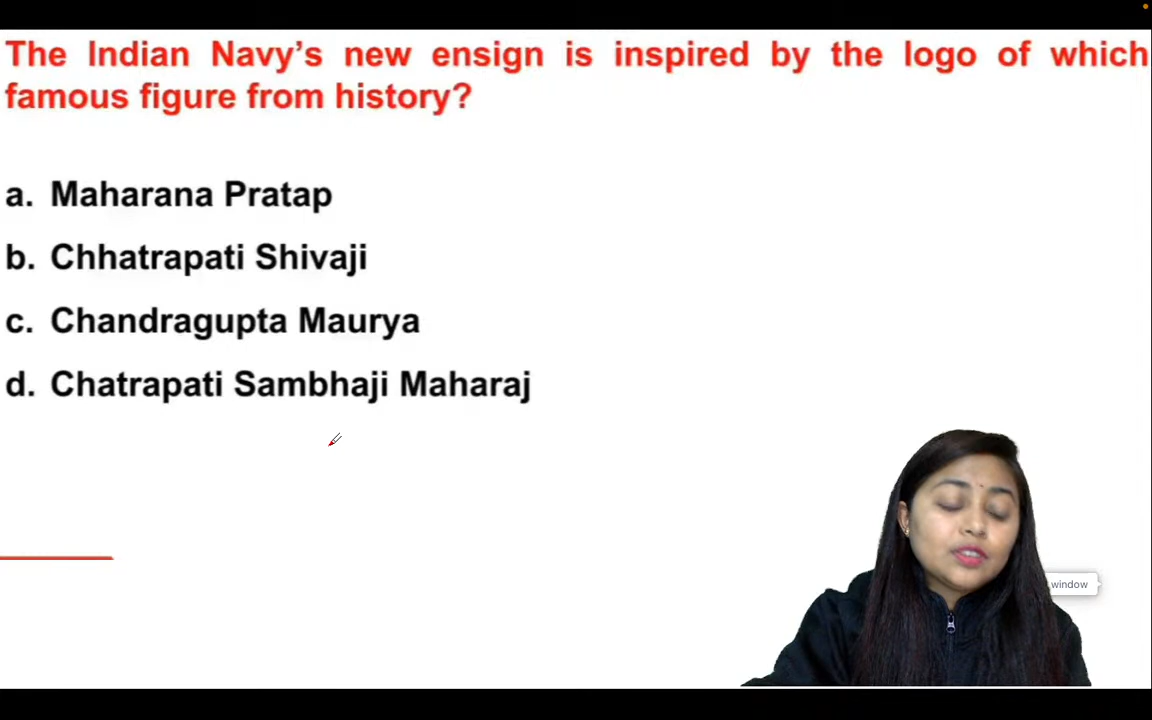 The Indian Navy’s new ensign is inspired by the logo of which
famous figure from history?
a. Maharana Pratap
b. Chhatrapati Shivaji
c. Chandragupta Maurya
d. Chatrapati Sambhaji Maharaj
window